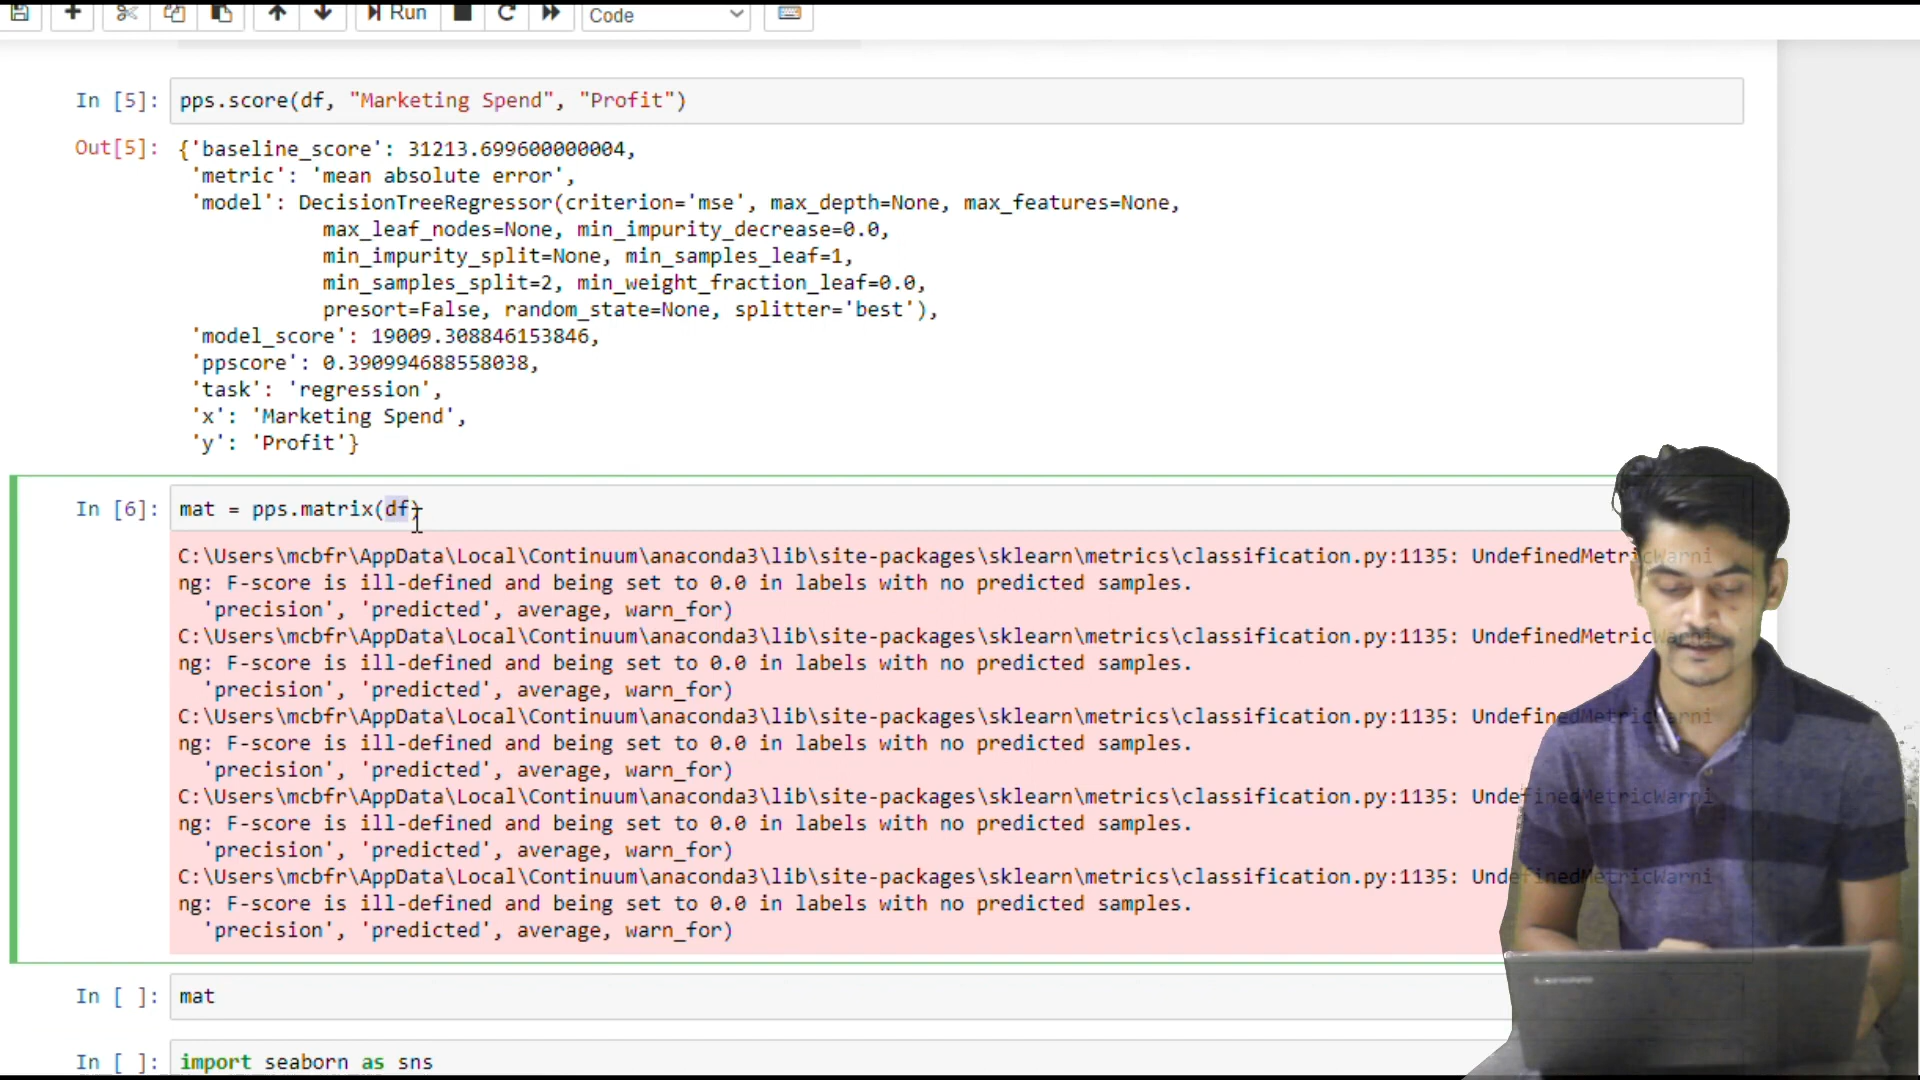 Run
Code
In [5]: pps.score(df, "Marketing Spend", "Profit")
Out[5]: {'baseline_score': 31213.699600000004,
'metric': 'mean absolute error',
'model': DecisionTreeRegressor(criterion='mse', max_depth=None, max_features=None,
max_leaf_nodes=None, min_impurity_decrease=0.0,
min_impurity_split=None, min_samples_leaf=1,
min_samples_split=2, min_weight_fraction_leaf=0.0,
presort=False, random_state=None, splitter='best'),
'model_score': 19009.308846153846,
'ppscore': 0.390994688558038,
'task': 'regression',
'x': 'Marketing Spend',
'y': 'Profit'}
In [6]: mat = pps.matrix(df)
C:\Users\mcbfr\AppData\Local\Continuum\anaconda3\lib\site-packages\sklearn\metrics\classification.py:1135: UndefinedMetricWarni
ng: F-score is ill-defined and being set to 0.0 in labels with no predicted samples.
'precision', 'predicted', average, warn_for)
C:\Users\mcbfr\AppData\Local\Continuum\anaconda3\lib\site-packages\sklearn\metrics\classification.py:1135: UndefinedMetricWarni
ng: F-score is ill-defined and being set to 0.0 in labels with no predicted samples.
'precision', 'predicted', average, warn_for)
C:\Users\mcbfr\AppData\Local\Continuum\anaconda3\lib\site-packages\sklearn\metrics\classification.py:1135: UndefinedMetricWarni
ng: F-score is ill-defined and being set to 0.0 in labels with no predicted samples.
'precision', 'predicted', average, warn_for)
C:\Users\mcbfr\AppData\Local\Continuum\anaconda3\lib\site-packages\sklearn\metrics\classification.py:1135: UndefinedMetricWarni
ng: F-score is ill-defined and being set to 0.0 in labels with no predicted samples.
'precision', 'predicted', average, warn_for)
C:\Users\mcbfr\AppData\Local\Continuum\anaconda3\lib\site-packages\sklearn\metrics\classification.py:1135: UndefinedMetricWarni
ng: F-score is ill-defined and being set to 0.0 in labels with no predicted samples.
'precision', 'predicted', average, warn_for)
Lenovo
In [ ]: mat
In [ ]: import seaborn as sns